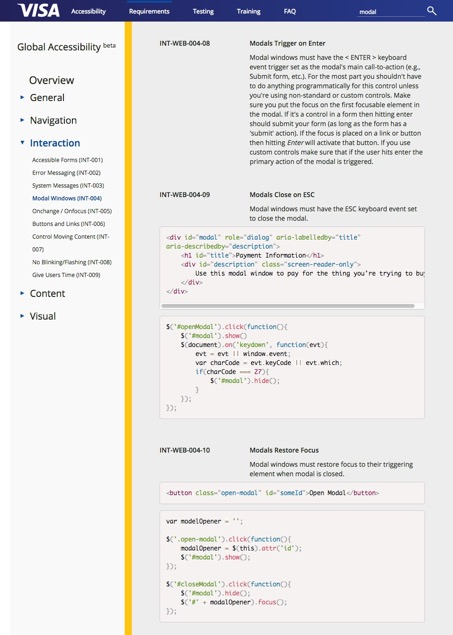 VISA Accessibility Requirements Testing Training FAQ modal
Global Accessibility beta
Overview
General
Navigation
Interaction
Accessible Forms (INT-001)
Error Messaging (INT-002)
System Messages (INT-003)
Modal Windows (INT-004)
Onchange / Onfocus (INT-005)
Buttons and Links (INT-006)
Control Moving Content (INT-
007)
No Blinking/Flashing (INT-008)
Give Users Time (INT-009)
Content
Visual
INT-WEB-004-08 Modals Trigger on Enter
Modal windows must have the < ENTER > keyboard
event trigger set as the modal's main call-to-action (e.g.,
Submit form, etc.). For the most part you shouldn't have
to do anything programmatically for this control unless
you're using non-standard or custom controls. Make
sure you put the focus on the first focusable element in
the modal. If it's a control in a form then hitting enter
should submit your form (as long as the form has a
'submit' action). If the focus is placed on a link or button
then hitting Enter will activate that button. If you use
custom controls make sure that if the user hits enter the
primary action of the modal is triggered.
INT-WEB-004-09 Modals Close on ESC
Modal windows must have the ESC keyboard event set
to close the modal.
<div id="modal" role="dialog" aria-labelledby="title"
aria-describedby="description">
<h1 id="title">Payment Information</h1>
<div id="description" class="screen-reader-only">
Use this modal window to pay for the thing you're trying to buy
</div>
</div>
$('#openModal').click(function(){
$('#modal').show()
$(document).on('keydown', function(evt){
evt = evt || window.event;
var charCode = evt.keyCode || evt.which;
if(charCode === 27){
$('#modal').hide();
}
});
});
INT-WEB-004-10 Modals Restore Focus
Modal windows must restore focus to their triggering
element when modal is closed.
<button class="open-modal" id="someId">Open Modal</button>
var modelOpener = '';
$('.open-modal').click(function(){
modalOpener = $(this).attr('id');
$('#modal').show();
});
$('#closeModal').click(function(){
$('#modal').hide();
$('#' + modalOpener).focus();
});